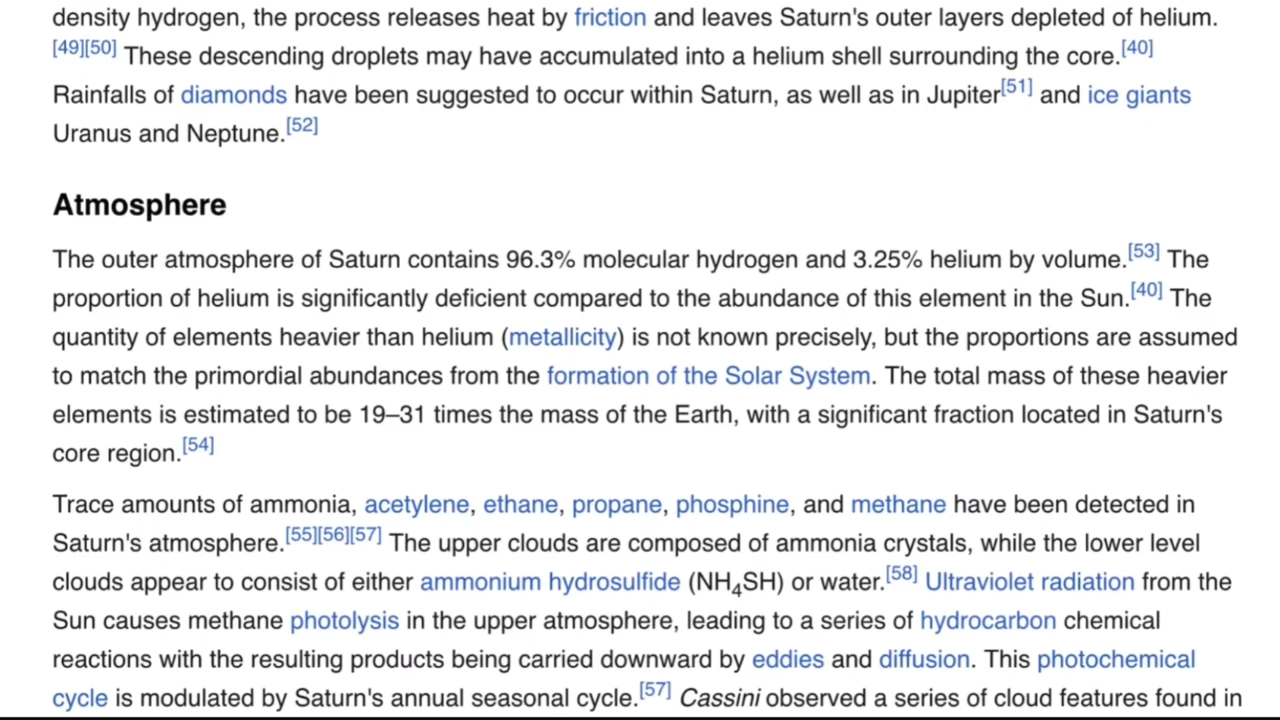 density hydrogen, the process releases heat by friction and leaves Saturn's outer layers depleted of helium.
[49][50] These descending droplets may have accumulated into a helium shell surrounding the core.[40]
Rainfalls of diamonds have been suggested to occur within Saturn, as well as in Jupiter[51] and ice giants
Uranus and Neptune.[52]
Atmosphere
The outer atmosphere of Saturn contains 96.3% molecular hydrogen and 3.25% helium by volume.[53] The
proportion of helium is significantly deficient compared to the abundance of this element in the Sun.[40] The
quantity of elements heavier than helium (metallicity) is not known precisely, but the proportions are assumed
to match the primordial abundances from the formation of the Solar System. The total mass of these heavier
elements is estimated to be 19–31 times the mass of the Earth, with a significant fraction located in Saturn's
core region.[54]
Trace amounts of ammonia, acetylene, ethane, propane, phosphine, and methane have been detected in
Saturn's atmosphere.[55][56][57] The upper clouds are composed of ammonia crystals, while the lower level
clouds appear to consist of either ammonium hydrosulfide (NH₄SH) or water.[58] Ultraviolet radiation from the
Sun causes methane photolysis in the upper atmosphere, leading to a series of hydrocarbon chemical
reactions with the resulting products being carried downward by eddies and diffusion. This photochemical
cycle is modulated by Saturn's annual seasonal cycle.[57] Cassini observed a series of cloud features found in